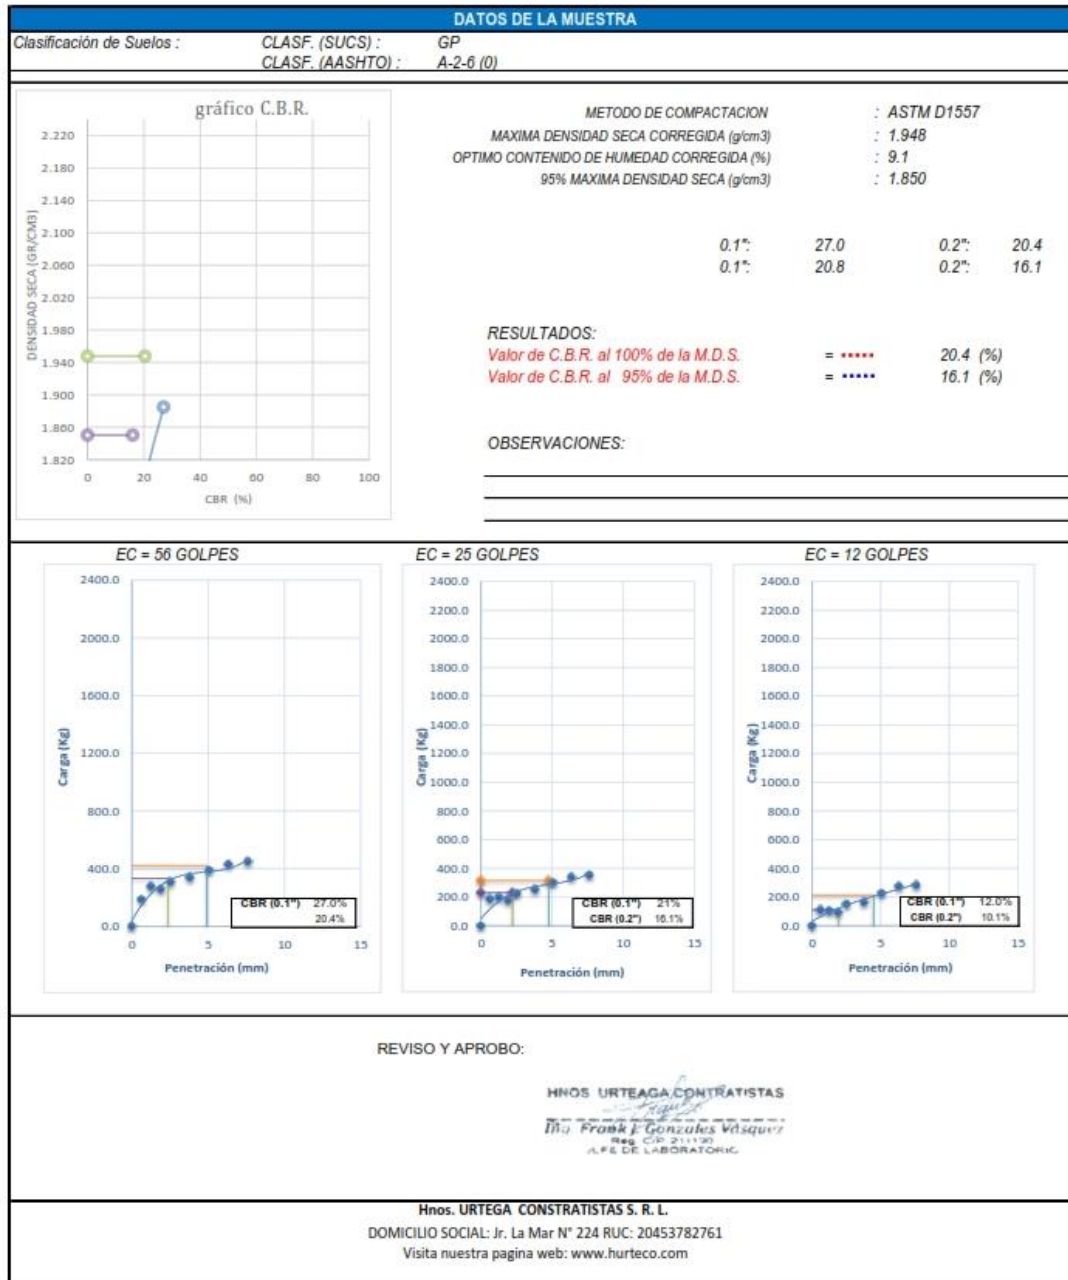 DATOS DE LA MUESTRA
Clasificación de Suelos : CLASF. (SUCS) : GP
CLASF. (AASHTO) : A-2-6 (0)
gráfico C.B.R.
2.220
2.180
2.140
2.100
2.060
2.020
1.980
1.940
1.900
1.860
1.820
DENSIDAD SECA (GR/CM3)
0 20 40 60 80 100
CBR (%)
METODO DE COMPACTACION : ASTM D1557
MAXIMA DENSIDAD SECA CORREGIDA (g/cm3) : 1.948
OPTIMO CONTENIDO DE HUMEDAD CORREGIDA (%) : 9.1
95% MAXIMA DENSIDAD SECA (g/cm3) : 1.850
0.1": 27.0 0.2": 20.4
0.1": 20.8 0.2": 16.1
RESULTADOS:
Valor de C.B.R. al 100% de la M.D.S. = 20.4 (%)
Valor de C.B.R. al 95% de la M.D.S. = 16.1 (%)
OBSERVACIONES:
EC = 56 GOLPES
2400.0
2000.0
1600.0
1200.0
800.0
400.0
0.0
Carga (Kg)
CBR (0.1") 27.0%
20.4%
0 5 10 15
Penetración (mm)
EC = 25 GOLPES
2400.0
2200.0
2000.0
1800.0
1600.0
1400.0
1200.0
1000.0
800.0
600.0
400.0
200.0
0.0
Carga (Kg)
CBR (0.1") 21%
CBR (0.2") 16.1%
0 5 10 15
Penetración (mm)
EC = 12 GOLPES
2400.0
2200.0
2000.0
1800.0
1600.0
1400.0
1200.0
1000.0
800.0
600.0
400.0
200.0
0.0
Carga (Kg)
CBR (0.1") 12.0%
CBR (0.2") 10.1%
0 5 10 15
Penetración (mm)
REVISO Y APROBO:
HNOS URTEAGA CONTRATISTAS
Ing. Frank J. Gonzales Vásquez
Reg. CIP 211190
JEFE DE LABORATORIO
Hnos. URTEGA CONSTRATISTAS S. R. L.
DOMICILIO SOCIAL: Jr. La Mar N° 224 RUC: 20453782761
Visita nuestra pagina web: www.hurteco.com